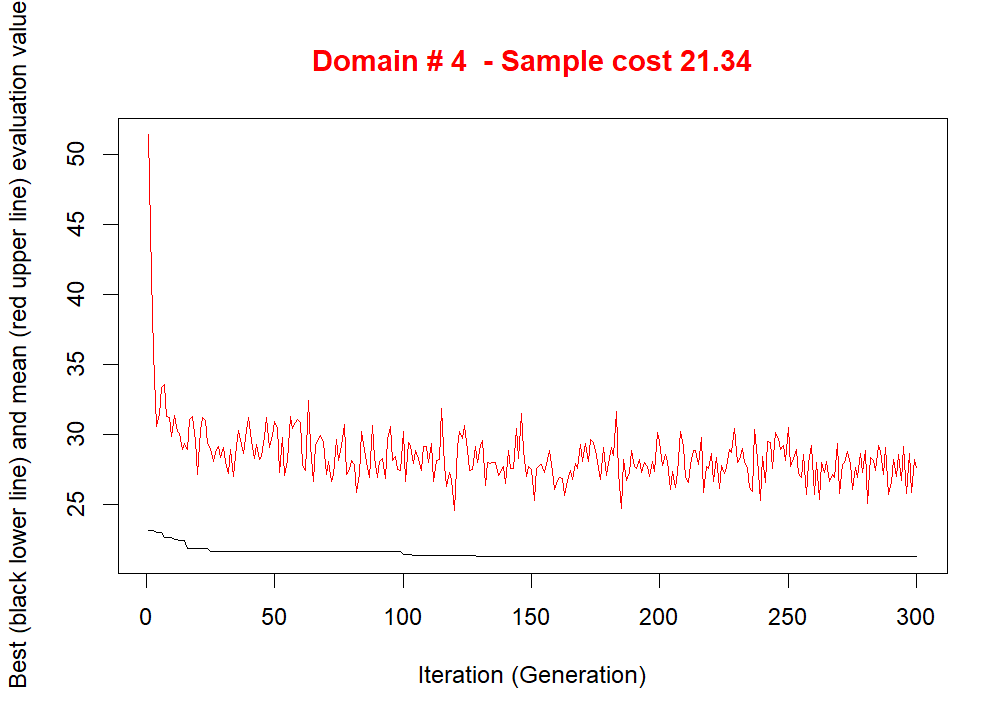 Domain # 4 - Sample cost 21.34
Best (black lower line) and mean (red upper line) evaluation value
50
45
40
35
30
25
0 50 100 150 200 250 300
Iteration (Generation)